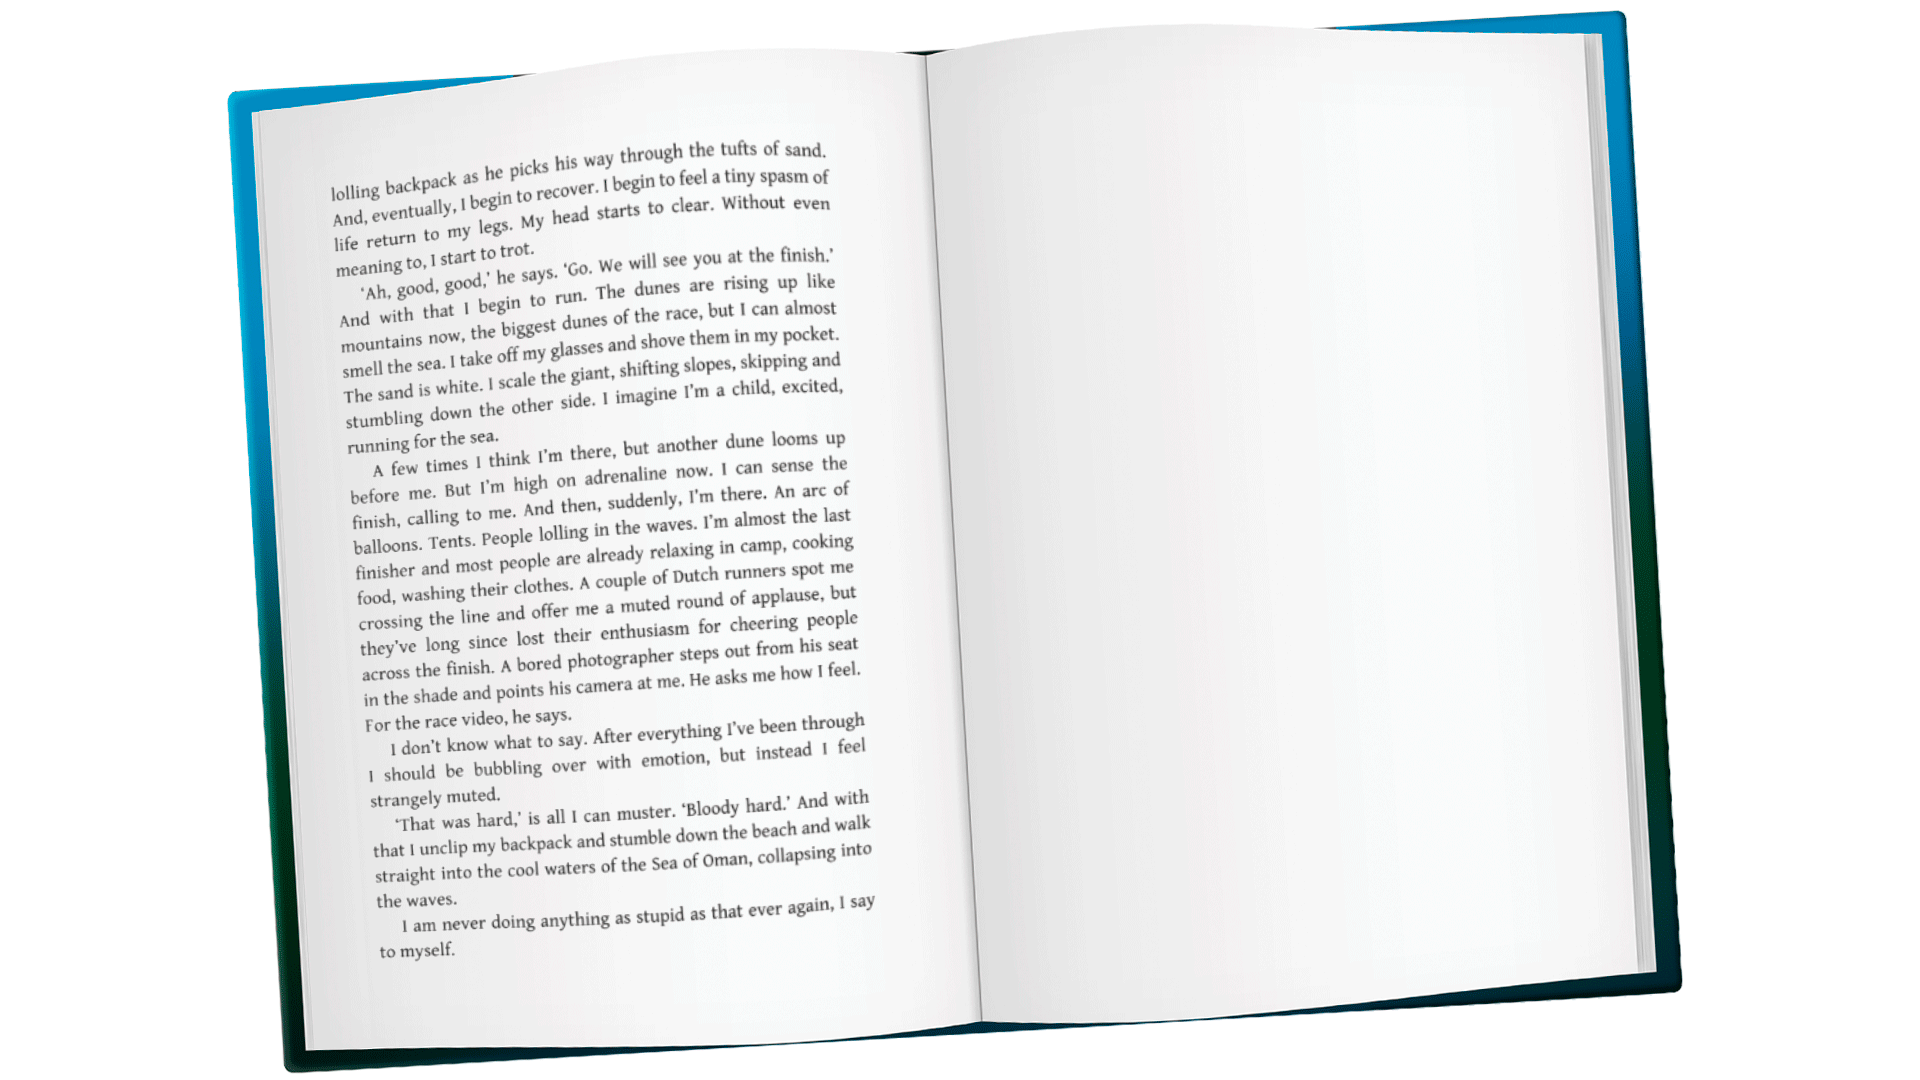 lolling backpack as he picks his way through the tufts of sand.
And, eventually, I begin to recover. I begin to feel a tiny spasm of
life return to my legs. My head starts to clear. Without even
meaning to, I start to trot.
‘Ah, good, good,’ he says. ‘Go. We will see you at the finish.’
And with that I begin to run. The dunes are rising up like
mountains now, the biggest dunes of the race, but I can almost
smell the sea. I take off my glasses and shove them in my pocket.
The sand is white. I scale the giant, shifting slopes, skipping and
stumbling down the other side. I imagine I’m a child, excited,
running for the sea.
A few times I think I’m there, but another dune looms up
before me. But I’m high on adrenaline now. I can sense the
finish, calling to me. And then, suddenly, I’m there. An arc of
balloons. Tents. People lolling in the waves. I’m almost the last
finisher and most people are already relaxing in camp, cooking
food, washing their clothes. A couple of Dutch runners spot me
crossing the line and offer me a muted round of applause, but
they’ve long since lost their enthusiasm for cheering people
across the finish. A bored photographer steps out from his seat
in the shade and points his camera at me. He asks me how I feel.
For the race video, he says.
I don’t know what to say. After everything I’ve been through
I should be bubbling over with emotion, but instead I feel
strangely muted.
‘That was hard,’ is all I can muster. ‘Bloody hard.’ And with
that I unclip my backpack and stumble down the beach and walk
straight into the cool waters of the Sea of Oman, collapsing into
the waves.
I am never doing anything as stupid as that ever again, I say
to myself.